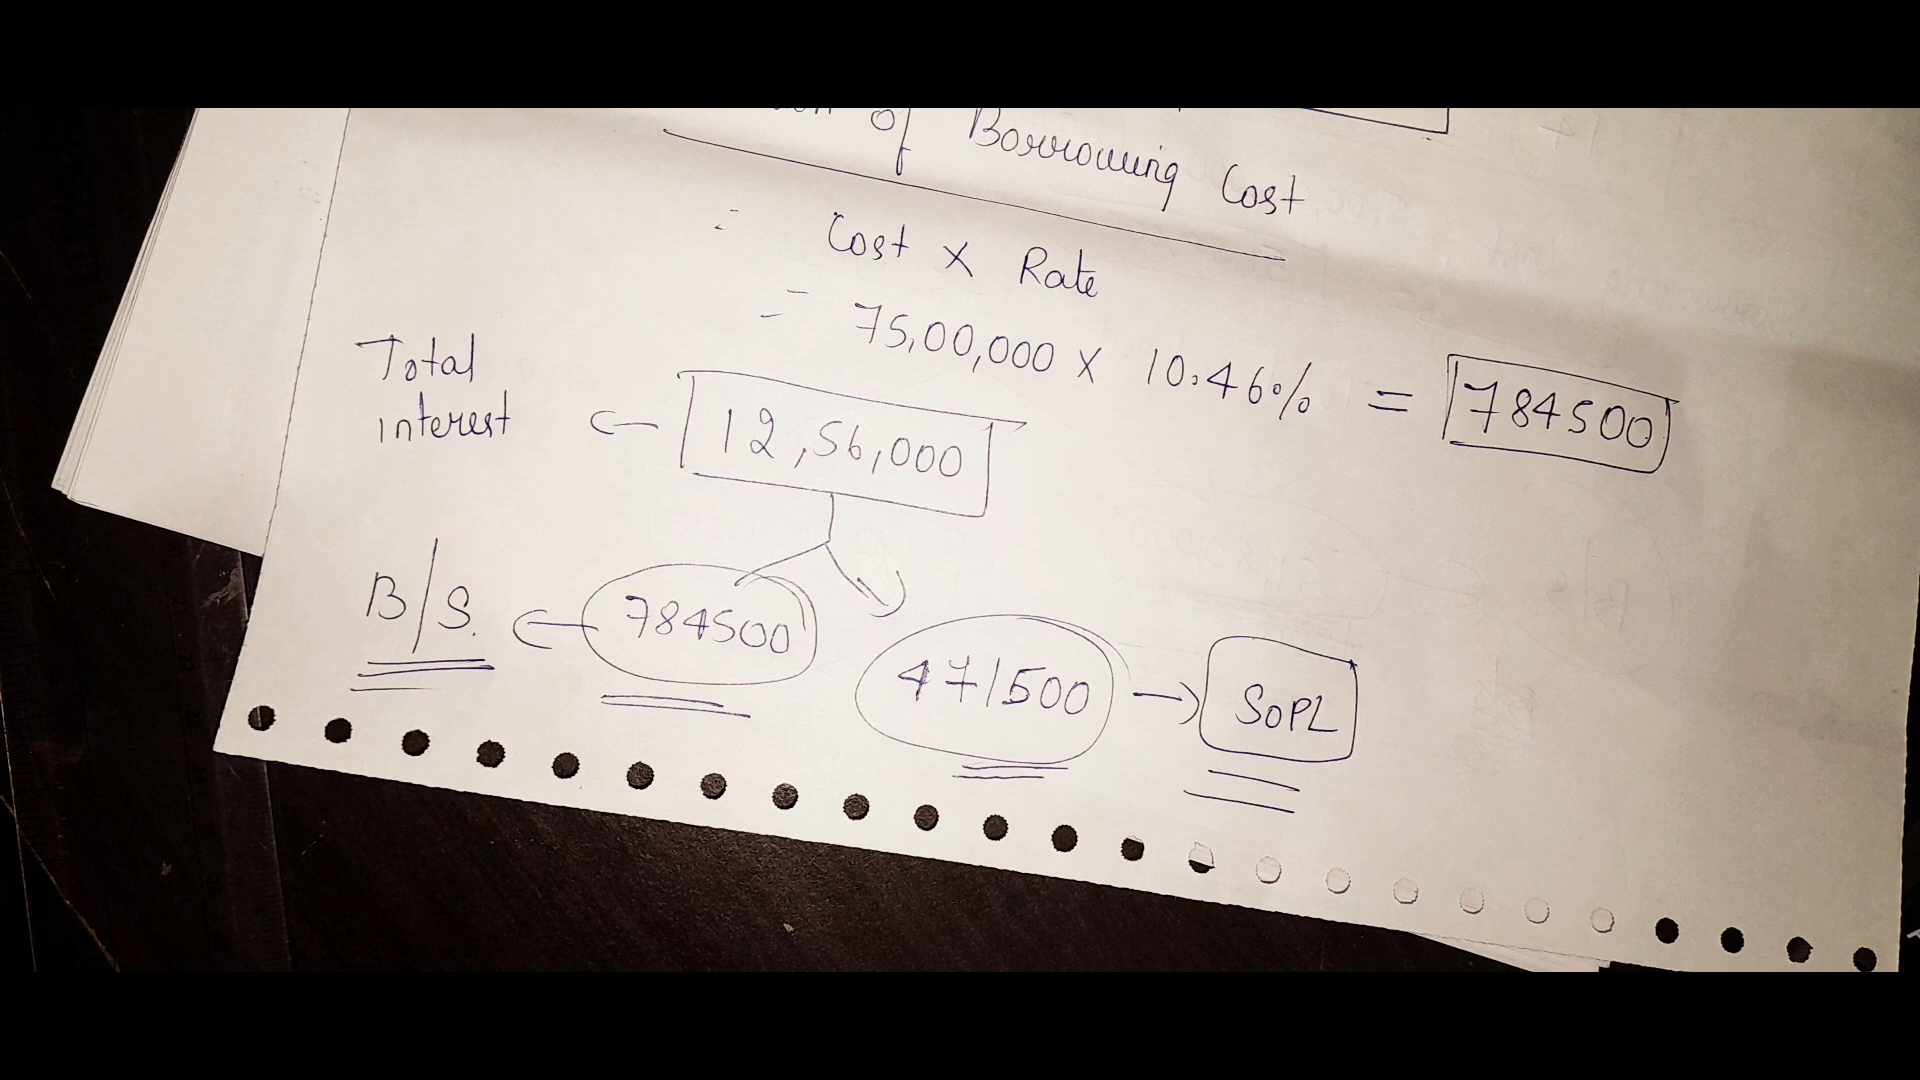 of Borrowing Cost
= Cost X Rate
= 75,00,000 X 10.46% = 784500
Total
interest
12,56,000
B/S.
784500
471500
SOPL